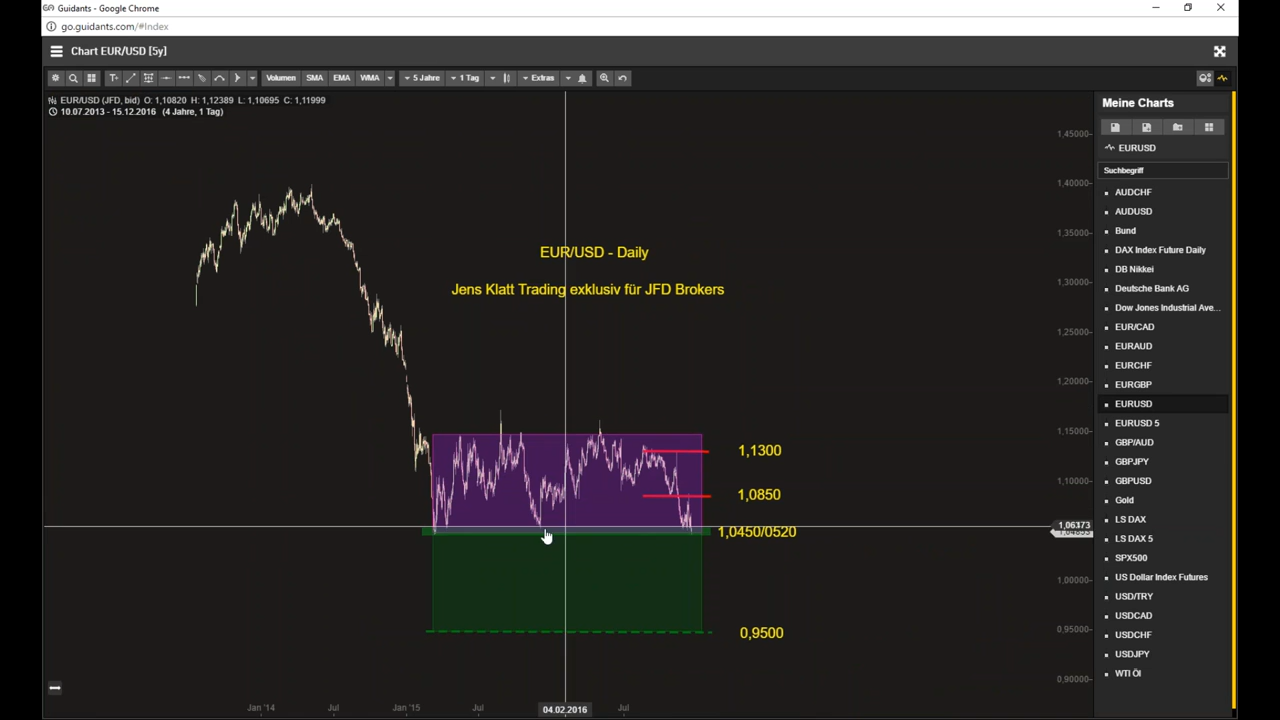 Guidants - Google Chrome
go.guidants.com/#Index
Chart EUR/USD [5y]
Volumen SMA EMA WMA 5 Jahre 1 Tag Extras
EUR/USD (JFD, bid) O: 1,10820 H: 1,12389 L: 1,10695 C: 1,11999
10.07.2013 - 15.12.2016 (4 Jahre, 1 Tag)
Meine Charts
EURUSD
Suchbegriff
AUDCHF
AUDUSD
Bund
DAX Index Future Daily
DB Nikkei
Deutsche Bank AG
Dow Jones Industrial Ave...
EUR/CAD
EURAUD
EURCHF
EURGBP
EURUSD
EURUSD 5
GBP/AUD
GBPJPY
GBPUSD
Gold
LS DAX
LS DAX 5
SPX500
US Dollar Index Futures
USD/TRY
USDCAD
USDCHF
USDJPY
WTI Öl
EUR/USD - Daily
Jens Klatt Trading exklusiv für JFD Brokers
1,1300
1,0850
1,0450/0520
0,9500
1,45000
1,40000
1,35000
1,30000
1,25000
1,20000
1,15000
1,10000
1,06373
1,00000
0,95000
0,90000
Jan '14 Jul Jan '15 Jul 04.02.2016 Jul